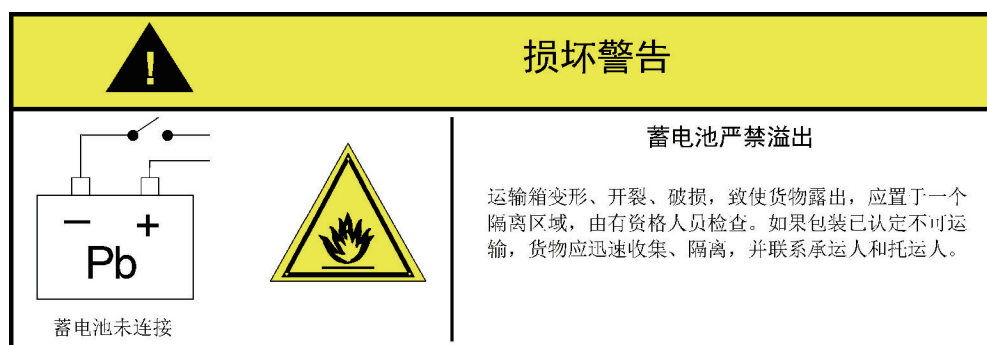 !
损坏警告
蓄电池严禁溢出
运输箱变形、开裂、破损，致使货物露出，应置于一个
隔离区域，由有资格人员检查。如果包装已认定不可运
输，货物应迅速收集、隔离，并联系承运人和托运人。
− +
Pb
蓄电池未连接